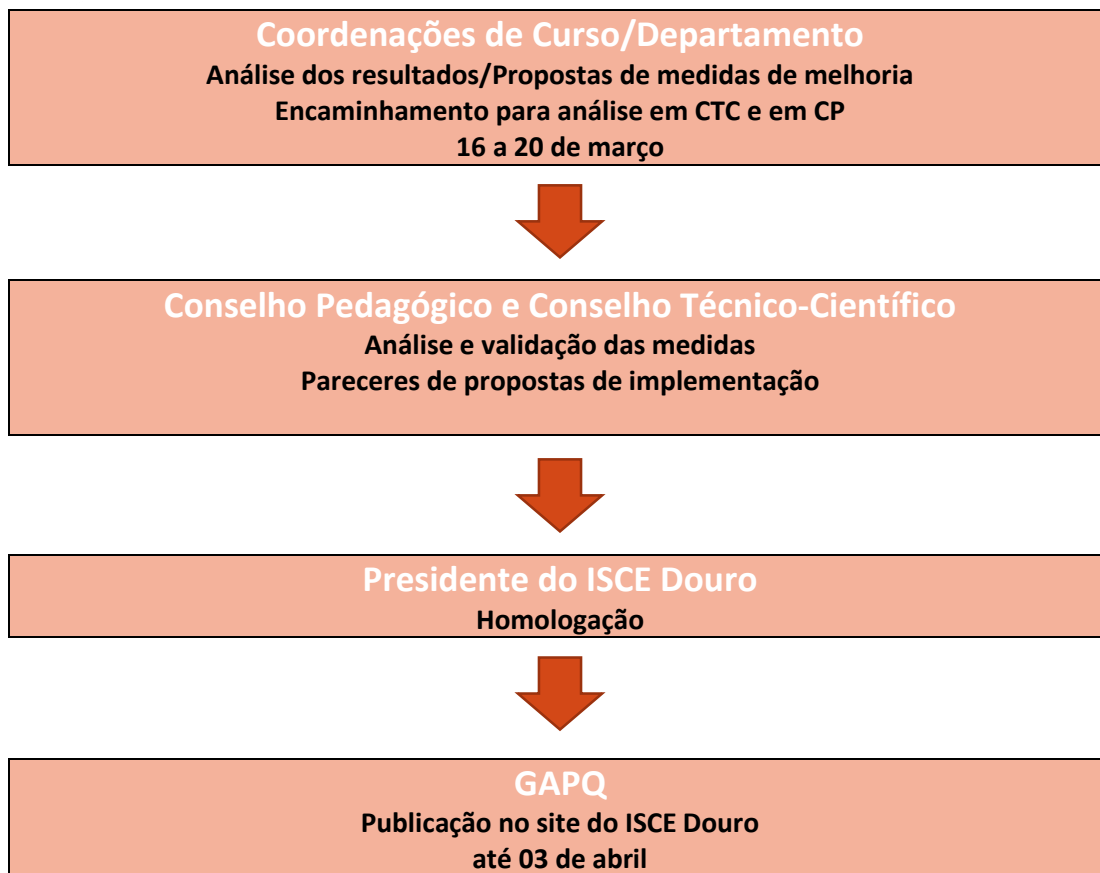 Coordenações de Curso/Departamento
Análise dos resultados/Propostas de medidas de melhoria
Encaminhamento para análise em CTC e em CP
16 a 20 de março
Conselho Pedagógico e Conselho Técnico-Científico
Análise e validação das medidas
Pareceres de propostas de implementação
Presidente do ISCE Douro
Homologação
GAPQ
Publicação no site do ISCE Douro
até 03 de abril